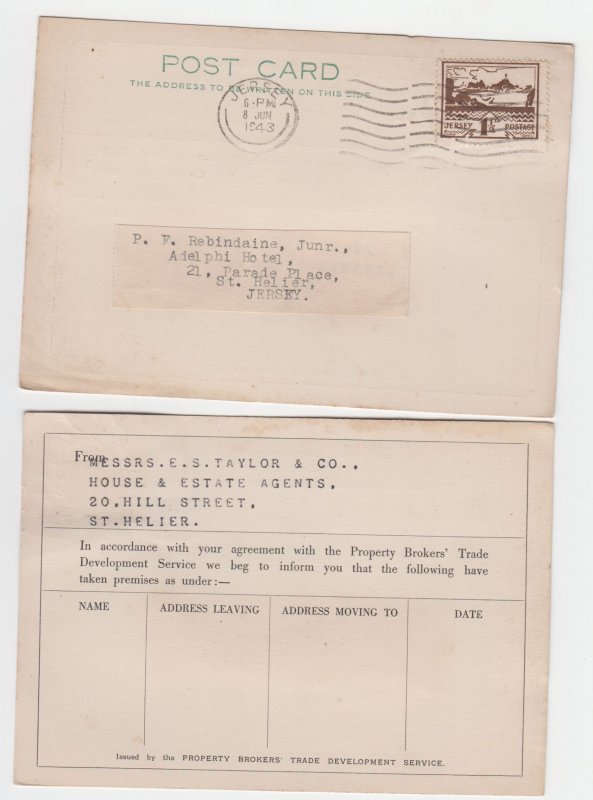 POST CARD
THE ADDRESS TO BE WRITTEN ON THIS SIDE
JERSEY
6-PM
8 JUN
1943
JERSEY 1½ᴰ POSTAGE
P. F. Rebindaine, Junr.,
Adelphi Hotel,
21, Parade Place,
St. Helier,
JERSEY.
From
MESSRS.E.S.TAYLOR & CO.,
HOUSE & ESTATE AGENTS,
20,HILL STREET,
ST.HELIER.
In accordance with your agreement with the Property Brokers' Trade
Development Service we beg to inform you that the following have
taken premises as under:—
NAME ADDRESS LEAVING ADDRESS MOVING TO DATE
Issued by the PROPERTY BROKERS' TRADE DEVELOPMENT SERVICE.